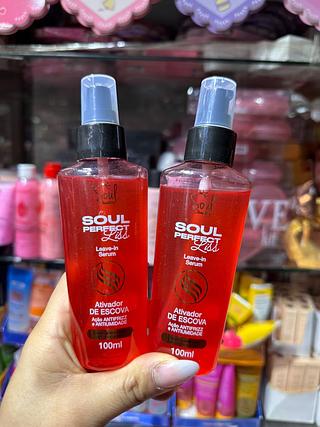 Soul
SOUL
PERFECT
Liss
Leave-in
Serum
Ativador
DE ESCOVA
Ação ANTIFRIZZ
e ANTIUMIDADE
100ml
Soul
SOUL
PERFECT
Liss
Leave-in
Serum
Ativador
DE ESCOVA
Ação ANTIFRIZZ
e ANTIUMIDADE
100ml
VE